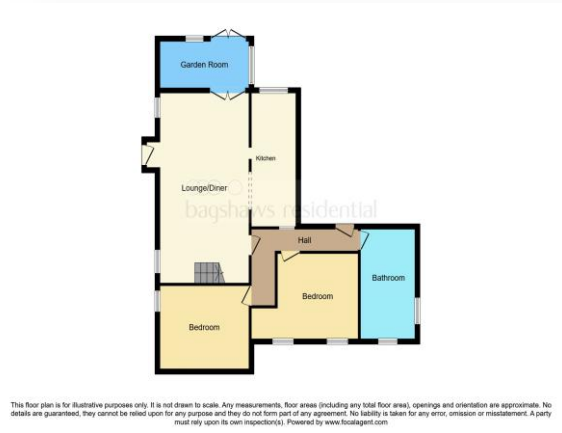 Garden Room
Kitchen
Lounge/Diner
bagshaws residential
Hall
Bathroom
Bedroom
Bedroom
This floor plan is for illustrative purposes only. It is not drawn to scale. Any measurements, floor areas (including any total floor area), openings and orientation are approximate. No
details are guaranteed, they cannot be relied upon for any purpose and they do not form part of any agreement. No liability is taken for any error, omission or misstatement. A party
must rely upon its own inspection(s). Powered by www.focalagent.com